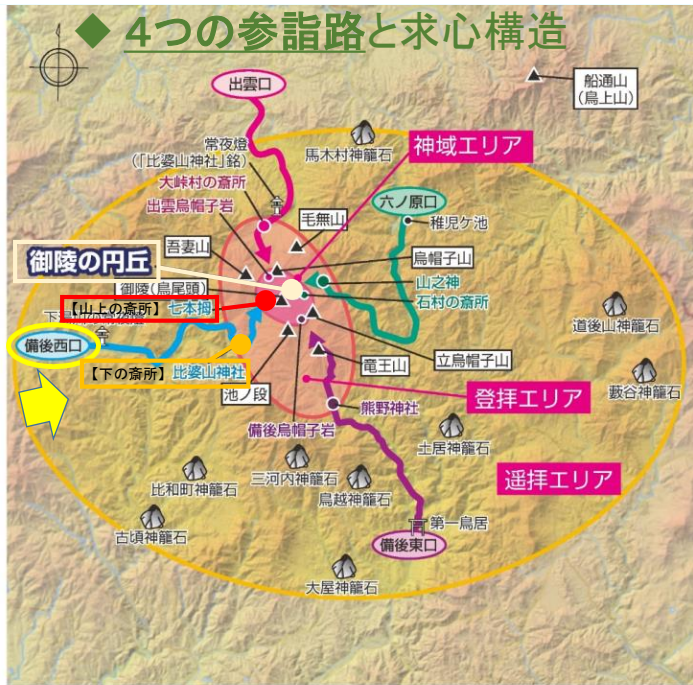 ◆ 4つの参詣路と求心構造
出雲口
船通山
(鳥上山)
常夜燈
(「比婆山神社」銘)
馬木村神籠石
神域エリア
大峠村の斎所
出雲烏帽子岩
六ノ原口
毛無山
稚児ケ池
吾妻山
烏帽子山
御陵の円丘
山之神
御陵(烏尾頭)
石村の斎所
【山上の斎所】 七本拇
道後山神籠石
備後西口
【下の斎所】 比婆山神社
竜王山
立烏帽子山
藪谷神籠石
池ノ段
登拝エリア
熊野神社
備後烏帽子岩
土居神籠石
三河内神籠石
遥拝エリア
比和町神籠石
烏越神籠石
古頃神籠石
第一鳥居
備後東口
大屋神籠石